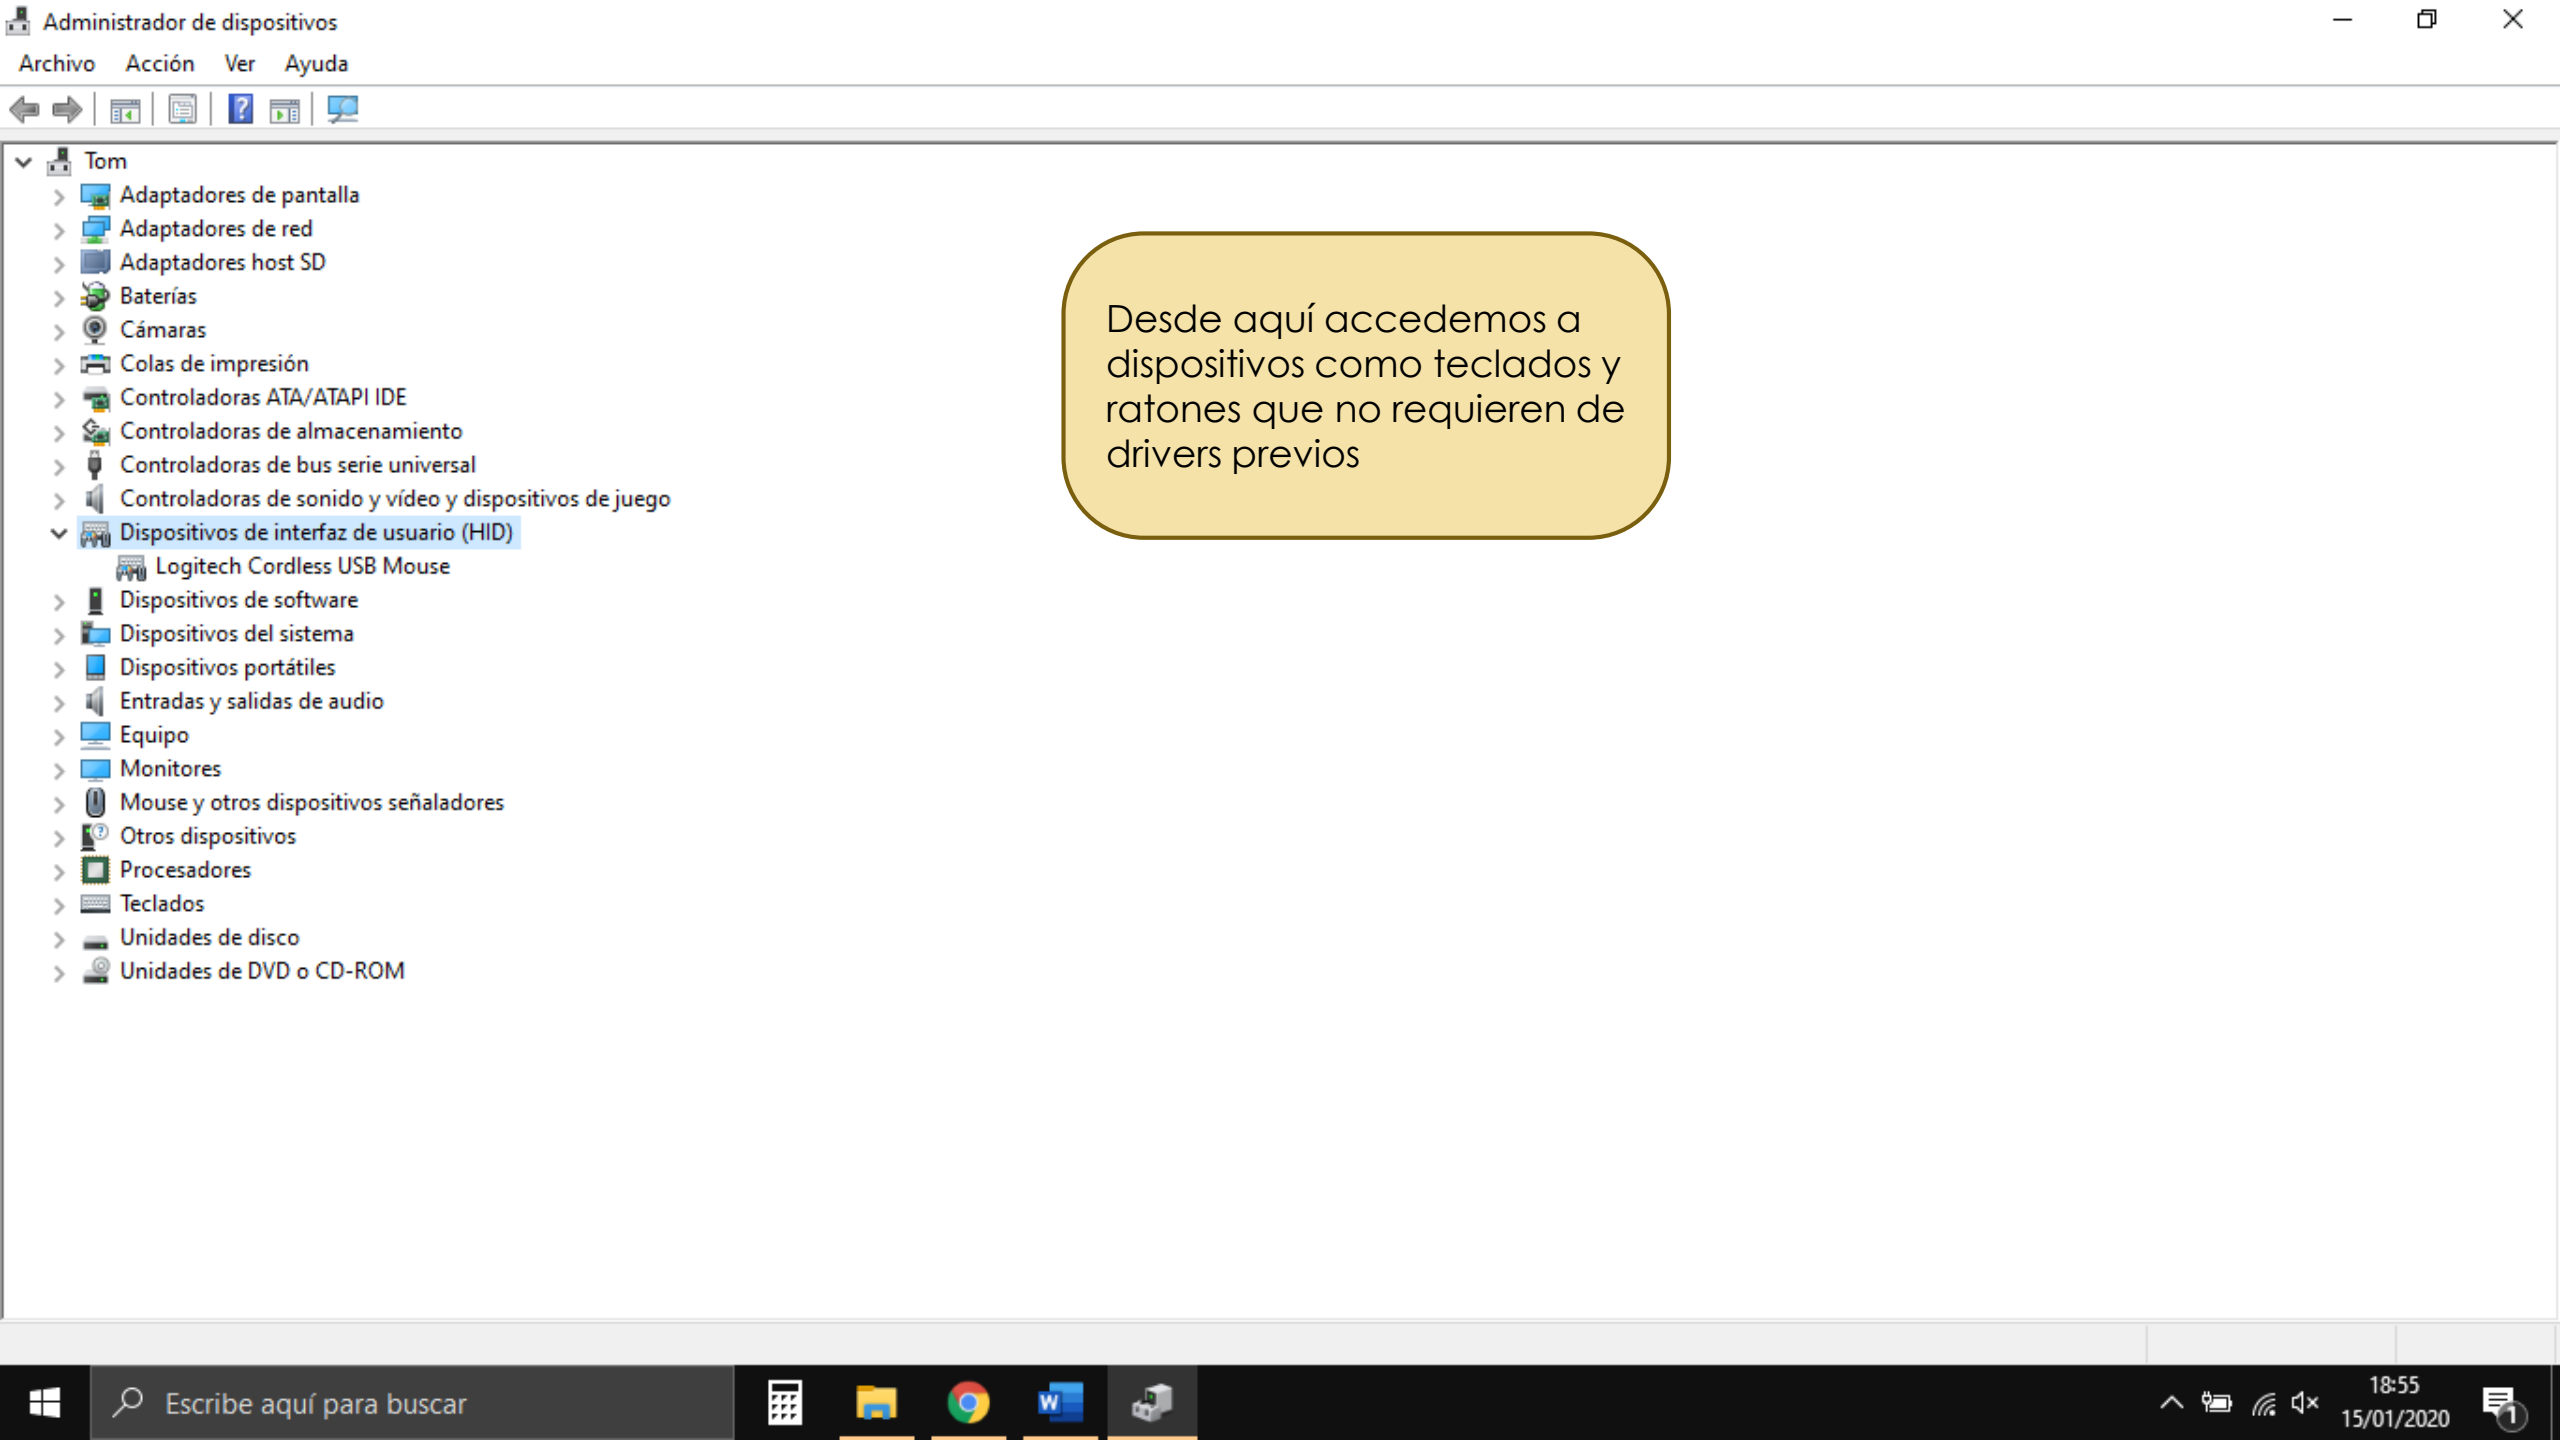 Administrador de dispositivos
Archivo Acción Ver Ayuda
Tom
Adaptadores de pantalla
Adaptadores de red
Adaptadores host SD
Baterías
Cámaras
Colas de impresión
Controladoras ATA/ATAPI IDE
Controladoras de almacenamiento
Controladoras de bus serie universal
Controladoras de sonido y vídeo y dispositivos de juego
Dispositivos de interfaz de usuario (HID)
Logitech Cordless USB Mouse
Dispositivos de software
Dispositivos del sistema
Dispositivos portátiles
Entradas y salidas de audio
Equipo
Monitores
Mouse y otros dispositivos señaladores
Otros dispositivos
Procesadores
Teclados
Unidades de disco
Unidades de DVD o CD-ROM
Desde aquí accedemos a
dispositivos como teclados y
ratones que no requieren de
drivers previos
Escribe aquí para buscar
18:55
15/01/2020
1